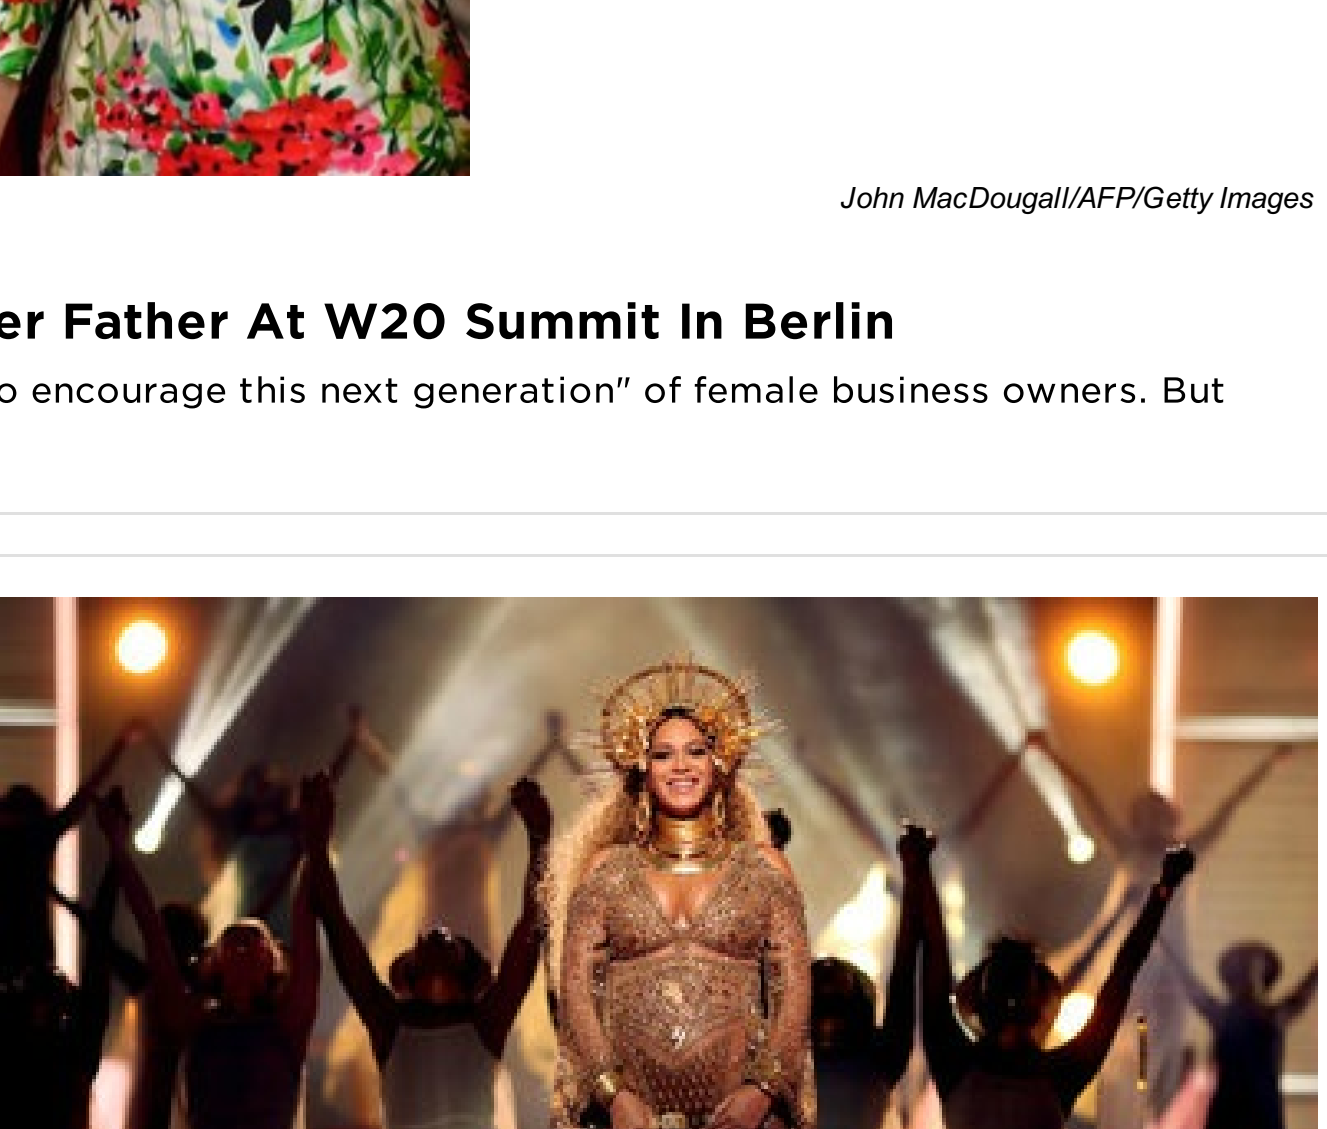 John MacDougall/AFP/Getty Images
er Father At W20 Summit In Berlin
o encourage this next generation" of female business owners. But